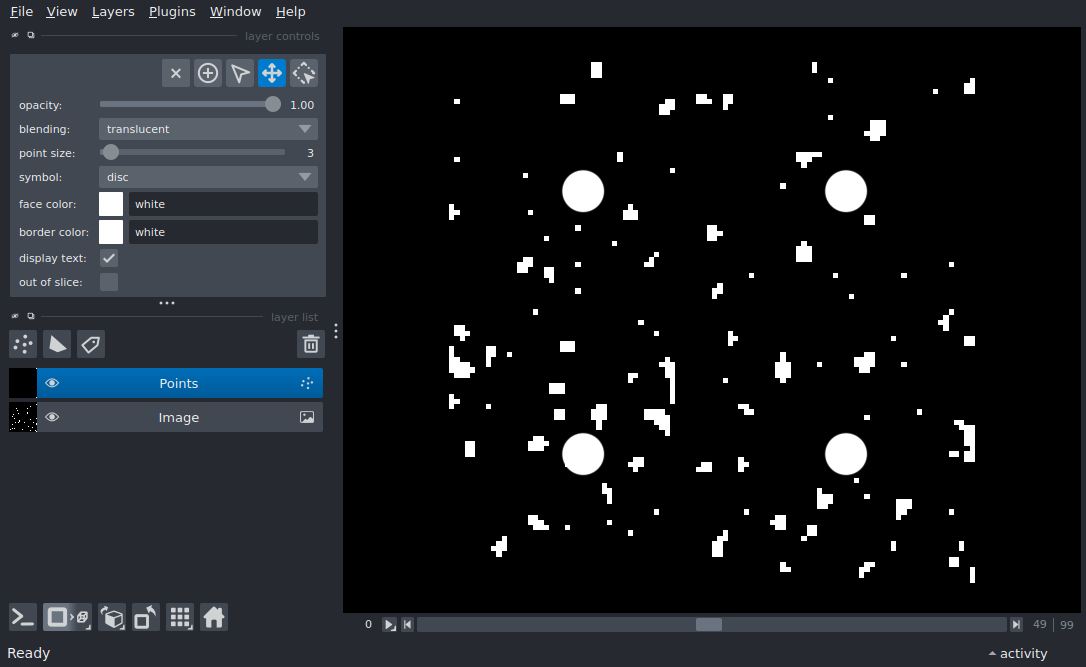 File View Layers Plugins Window Help
layer controls
opacity: 1.00
blending: translucent
point size: 3
symbol: disc
face color: white
border color: white
display text:
out of slice:
layer list
Points
Image
0 49 | 99
Ready activity